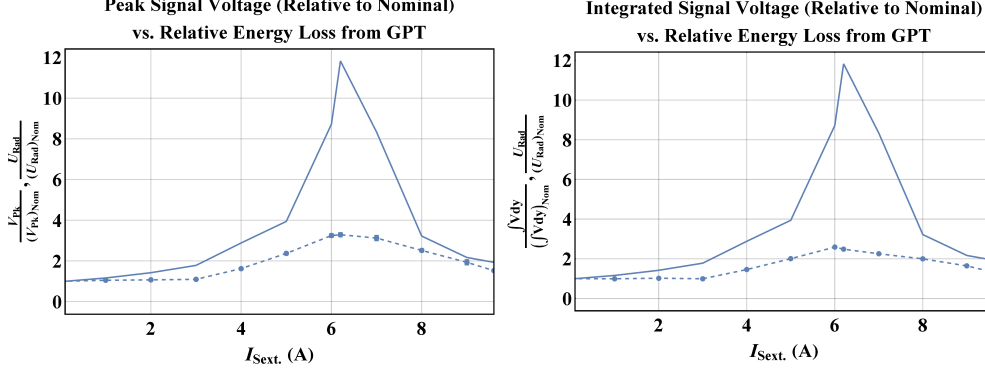 Peak Signal Voltage (Relative to Nominal)
vs. Relative Energy Loss from GPT
12
10
8
6
4
2
0
V_Pk/(V_Pk)_Nom , U_Rad/(U_Rad)_Nom
2 4 6 8
I_Sext. (A)
Integrated Signal Voltage (Relative to Nominal)
vs. Relative Energy Loss from GPT
12
10
8
6
4
2
0
∫Vdy/(∫Vdy)_Nom , U_Rad/(U_Rad)_Nom
2 4 6 8
I_Sext. (A)